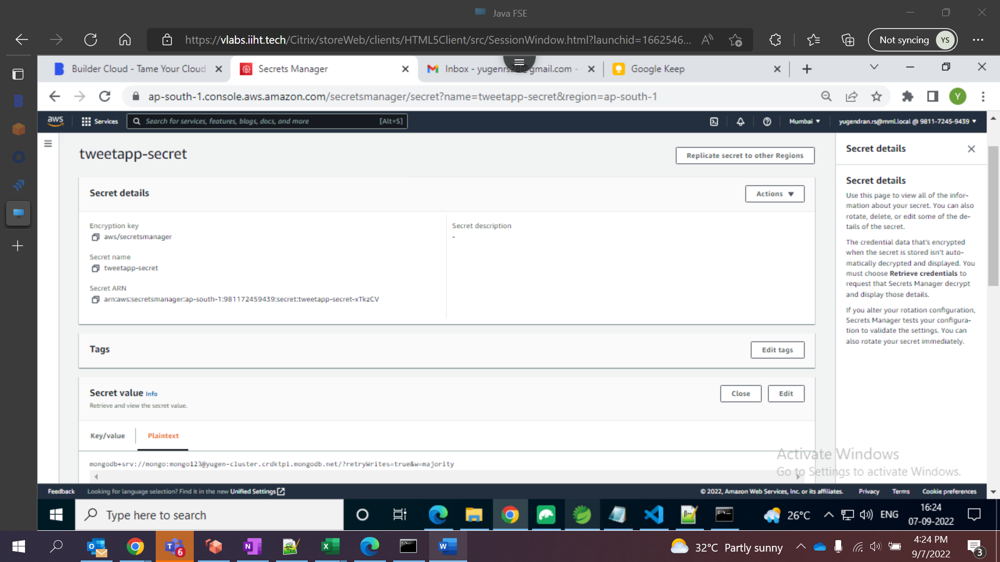 Java FSE
https://vlabs.iiht.tech/Citrix/storeWeb/clients/HTML5Client/src/SessionWindow.html?launchid=1662546...
Not syncing YS
Builder Cloud - Tame Your Cloud
Secrets Manager
Inbox - yugenrs28@gmail.com -
Google Keep
ap-south-1.console.aws.amazon.com/secretsmanager/secret?name=tweetapp-secret&region=ap-south-1
Y
aws
Services
Search for services, features, blogs, docs, and more [Alt+S]
Mumbai
yugendran.rs@mml.local @ 9811-7245-9439
tweetapp-secret
Replicate secret to other Regions
Secret details
Actions
Encryption key
aws/secretsmanager
Secret name
tweetapp-secret
Secret ARN
arn:aws:secretsmanager:ap-south-1:981172459439:secret:tweetapp-secret-xTkzCV
Secret description
-
Tags
Edit tags
Secret value Info
Retrieve and view the secret value.
Close
Edit
Key/value
Plaintext
mongodb+srv://mongo:mongo123@yugen-cluster.crdktpi.mongodb.net/?retryWrites=true&w=majority
Secret details
Secret details
Use this page to view all of the infor-
mation about your secret. You can also
rotate, delete, or edit some of the de-
tails of the secret.
The credential data that's encrypted
when the secret is stored isn't auto-
matically decrypted and displayed. You
must choose Retrieve credentials to
request that Secrets Manager decrypt
and display those details.
If you alter your rotation configuration,
Secrets Manager tests your configura-
tion to validate the settings. You can
also rotate your secret immediately.
Activate Windows
Go to Settings to activate Windows.
Feedback
Looking for language selection? Find it in the new Unified Settings
© 2022, Amazon Web Services, Inc. or its affiliates.
Privacy
Terms
Cookie preferences
Type here to search
26°C
ENG
16:24
07-09-2022
32°C Partly sunny
4:24 PM
9/7/2022
6
3